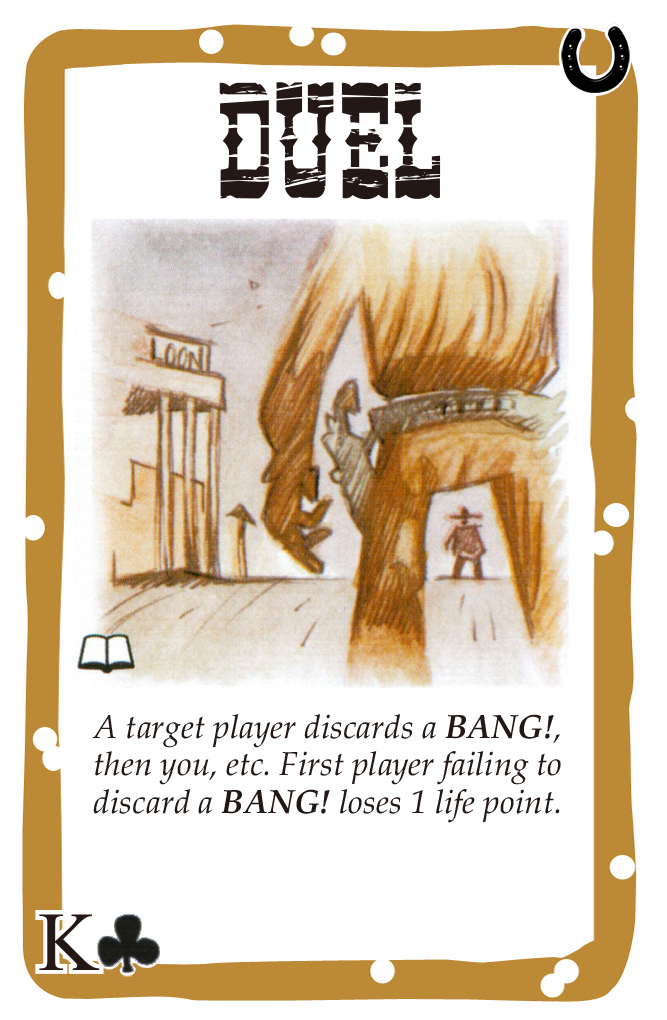 DUEL
LOON
A target player discards a BANG!,
then you, etc. First player failing to
discard a BANG! loses 1 life point.
K♣